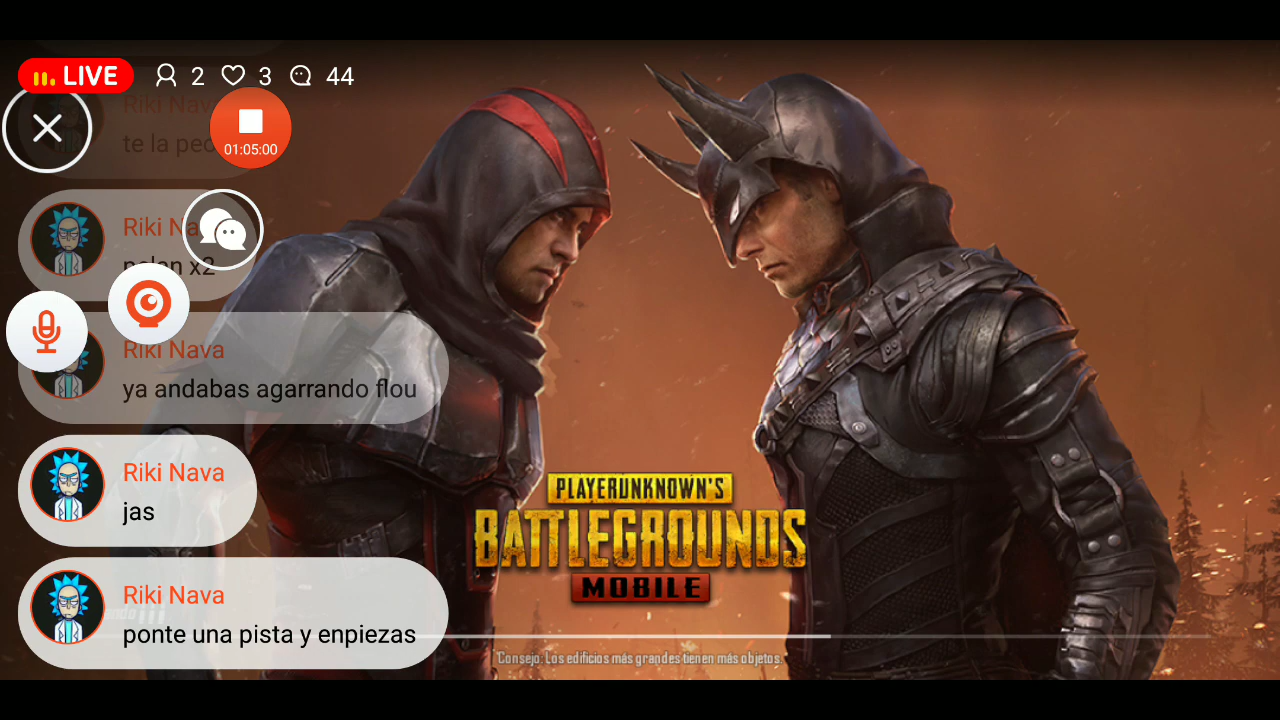 LIVE 2 3 44
Riki Nava
te la pec
01:05:00
Riki Na
pelan x2
Riki Nava
ya andabas agarrando flou
Riki Nava
jas
Riki Nava
ponte una pista y enpiezas
PLAYERUNKNOWN'S
BATTLEGROUNDS
MOBILE
Consejo: Los edificios más grandes tienen más objetos.